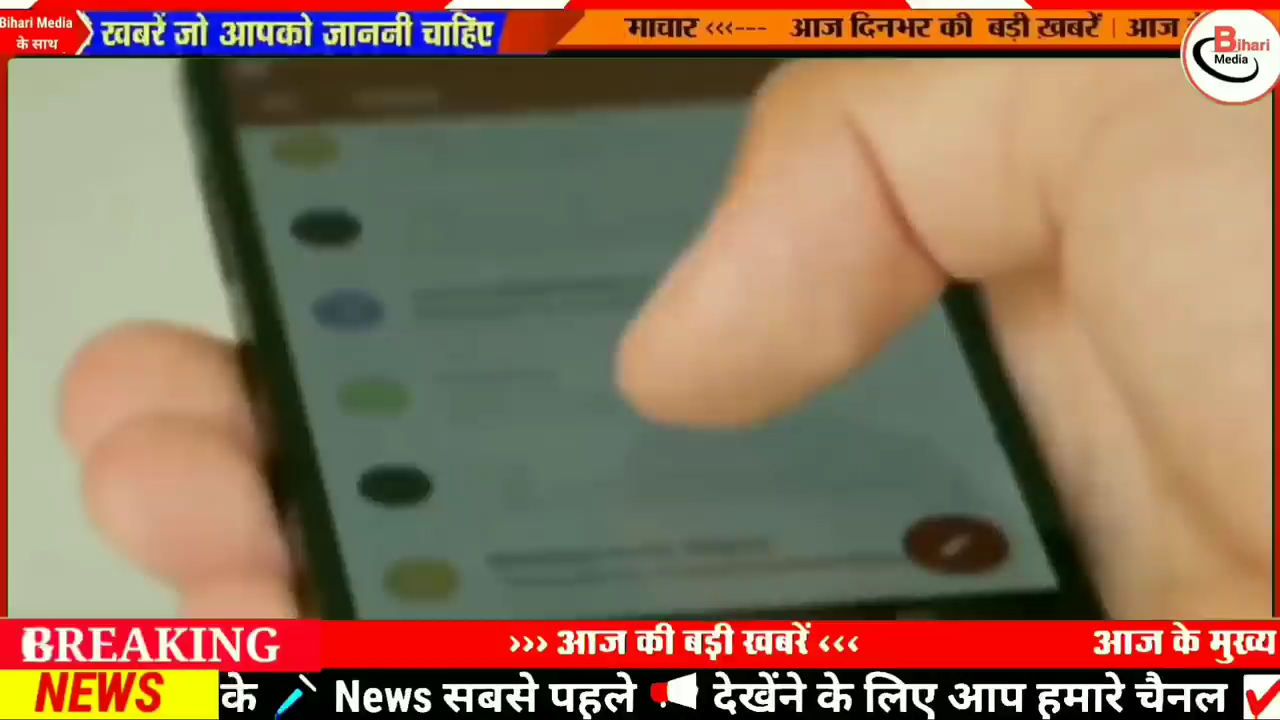 Bihari Media
के साथ
खबरें जो आपको जाननी चाहिए
माचार <<<--- आज दिनभर की बड़ी ख़बरें | आज
Bihari
Media
BREAKING
>>> आज की बड़ी खबरें <<<
आज के मुख्य
NEWS
के News सबसे पहले देखेंने के लिए आप हमारे चैनल